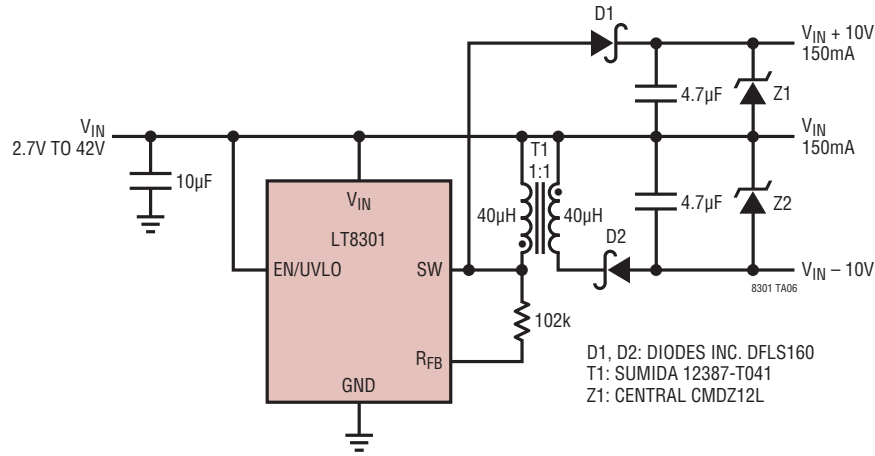 D1
V_IN + 10V
150mA
4.7µF
Z1
V_IN
2.7V TO 42V
V_IN
150mA
T1
1:1
10µF
V_IN
LT8301
40µH
40µH
4.7µF
Z2
D2
EN/UVLO
SW
V_IN – 10V
8301 TA06
102k
R_FB
GND
D1, D2: DIODES INC. DFLS160
T1: SUMIDA 12387-T041
Z1: CENTRAL CMDZ12L